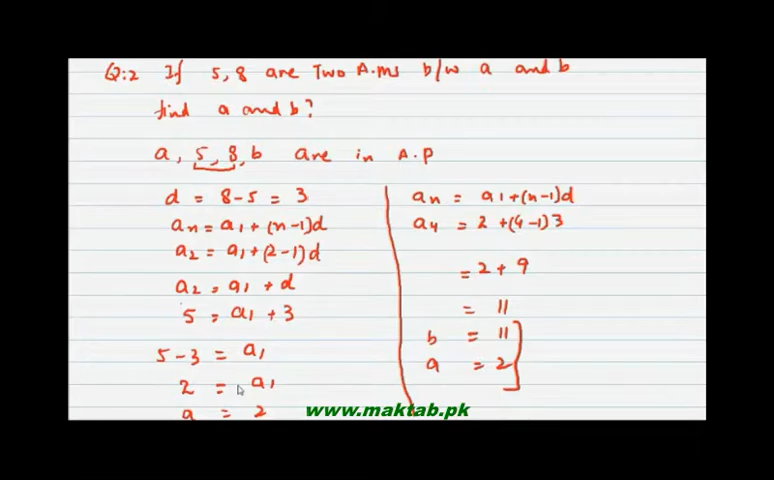 Q:2 If 5,8 are Two A.ms b/w a and b
find a and b?
a, 5, 8, b are in A.P
d = 8-5 = 3
an = a1+(n-1)d
a2 = a1+(2-1)d
a2 = a1 + d
5 = a1 + 3
5-3 = a1
2 = a1
a = 2
an = a1+(n-1)d
a4 = 2 +(4-1)3
= 2+9
= 11
b = 11
a = 2
www.maktab.pk